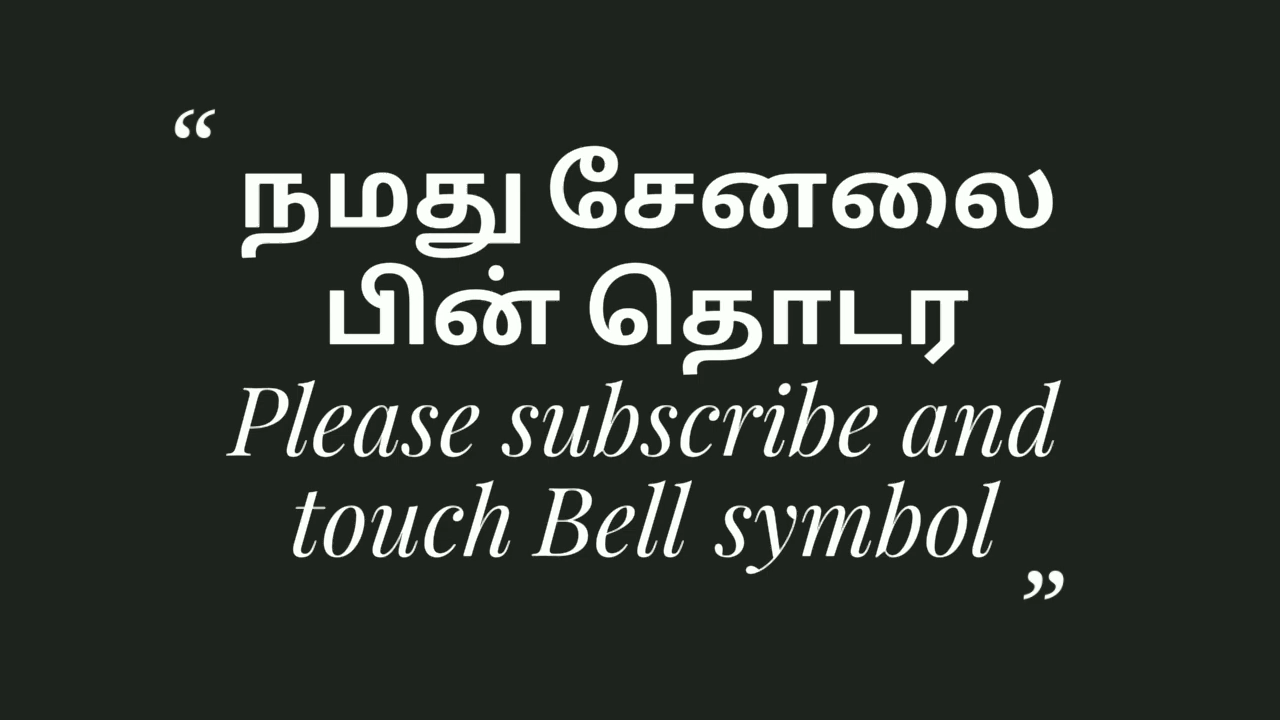 “
நமது சேனலை
பின் தொடர
Please subscribe and
touch Bell symbol
”